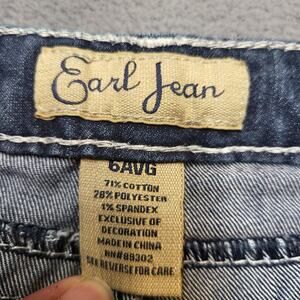 Earl Jean
6AVG
71% COTTON
28% POLYESTER
1% SPANDEX
EXCLUSIVE OF
DECORATION
MADE IN CHINA
RN#89302
SEE REVERSE FOR CARE